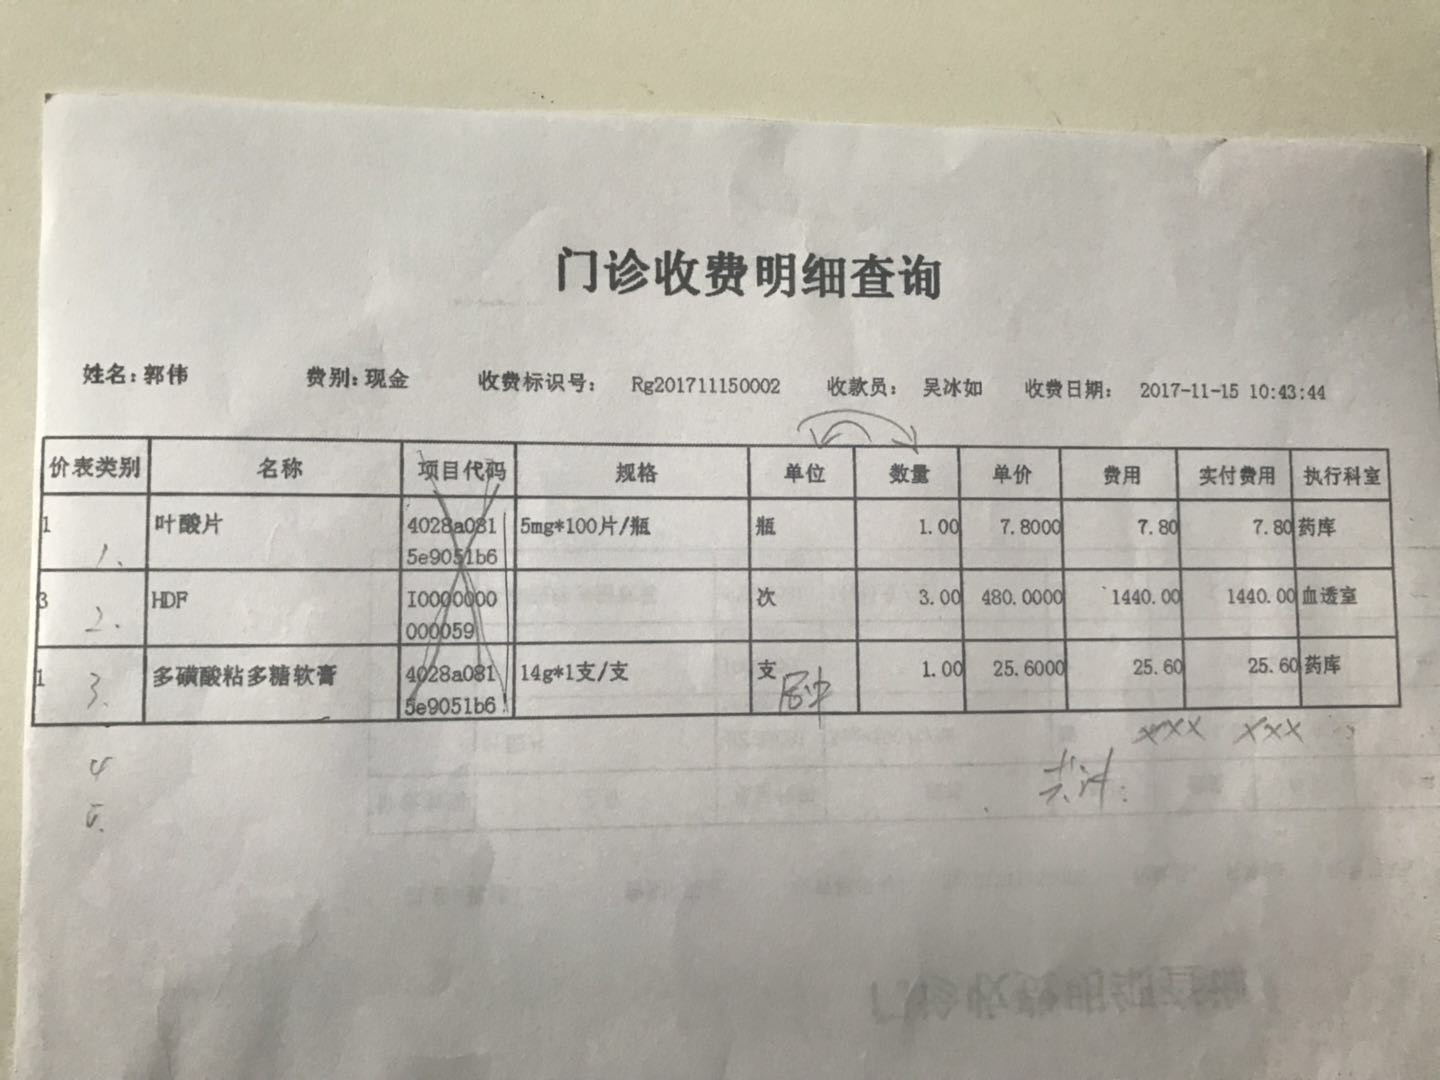 门诊收费明细查询
姓名：郭伟 费别：现金 收费标识号： Rg201711150002 收款员： 吴冰如 收费日期： 2017-11-15 10:43:44
价表类别 名称 项目代码 规格 单位 数量 单价 费用 实付费用 执行科室
1 叶酸片 4028a081 5mg*100片/瓶 瓶 1.00 7.8000 7.80 7.80 药库
1. 5e9051b6
3 HDF I0000000 次 3.00 480.0000 1440.00 1440.00 血透室
2. 000059
1 多磺酸粘多糖软膏 4028a081 14g*1支/支 支 1.00 25.6000 25.60 25.60 药库
3. 5e9051b6 居中
xxx xxx
4 共计:
5.